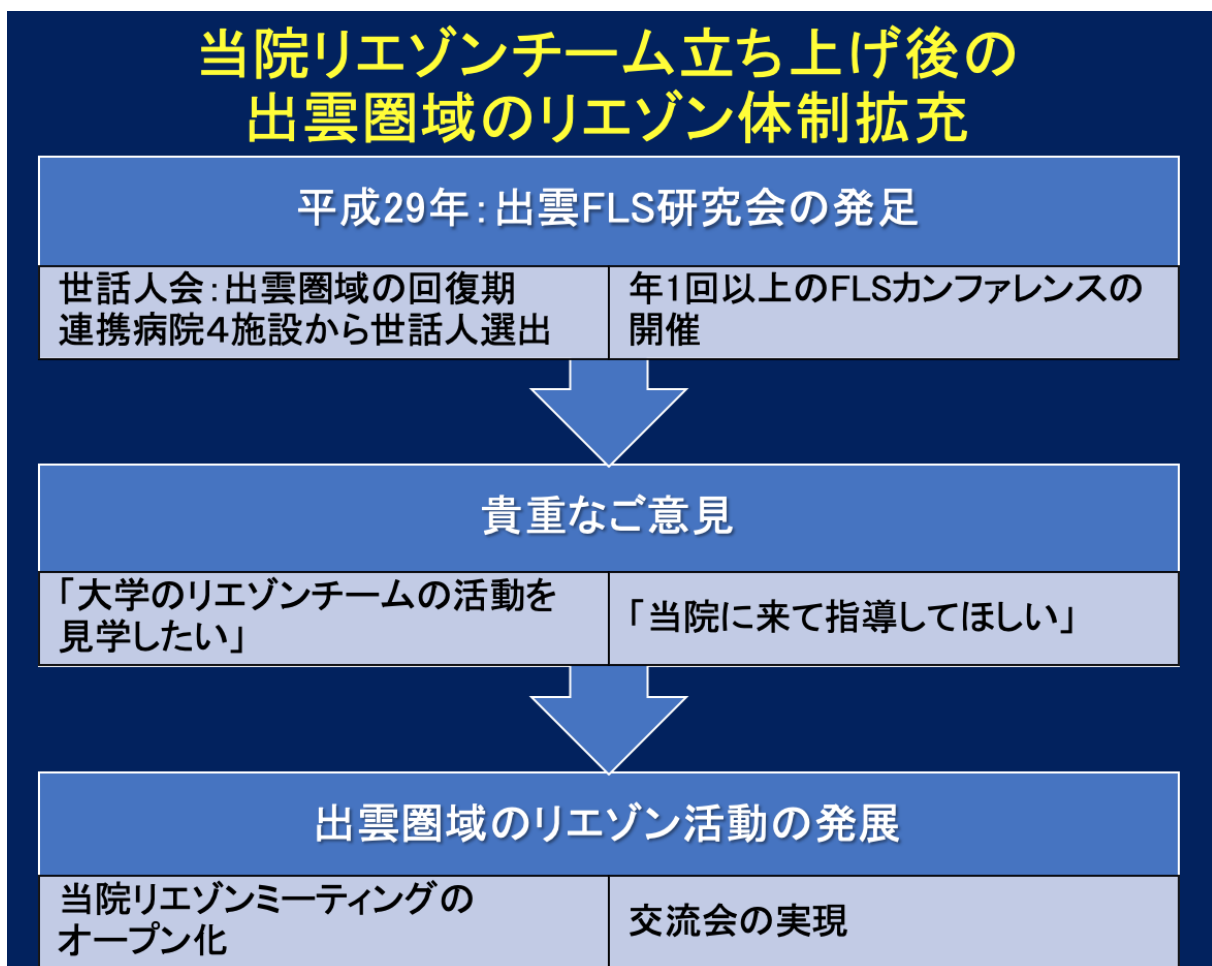 当院リエゾンチーム立ち上げ後の
出雲圏域のリエゾン体制拡充
平成29年：出雲FLS研究会の発足
世話人会：出雲圏域の回復期
連携病院４施設から世話人選出
年1回以上のFLSカンファレンスの
開催
貴重なご意見
「大学のリエゾンチームの活動を
見学したい」
「当院に来て指導してほしい」
出雲圏域のリエゾン活動の発展
当院リエゾンミーティングの
オープン化
交流会の実現